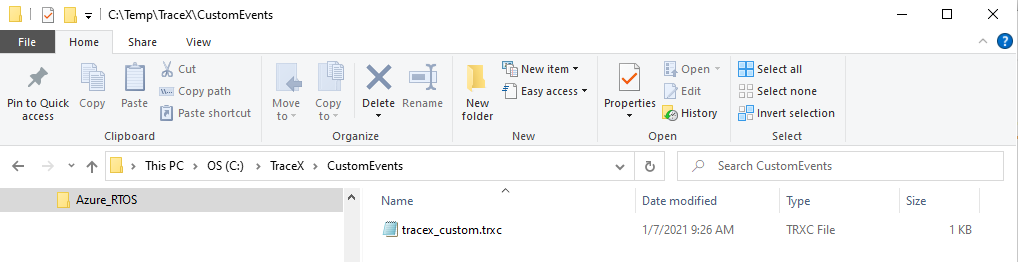 C:\Temp\TraceX\CustomEvents
File Home Share View
Pin to Quick access
Copy
Paste
Cut
Copy path
Paste shortcut
Clipboard
Move to
Copy to
Delete
Rename
Organize
New folder
New item
Easy access
New
Properties
Open
Edit
History
Open
Select all
Select none
Invert selection
Select
This PC OS (C:) TraceX CustomEvents
Search CustomEvents
Azure_RTOS
Name Date modified Type Size
tracex_custom.trxc 1/7/2021 9:26 AM TRXC File 1 KB